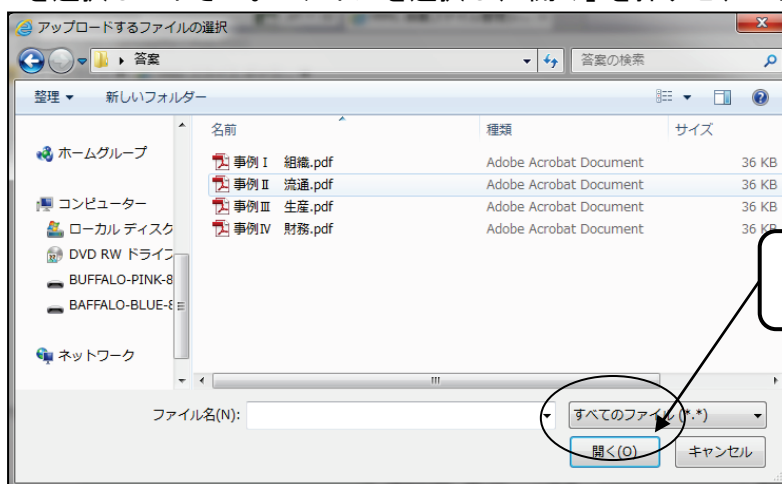 アップロードするファイルの選択
答案
答案の検索
整理 新しいフォルダー
名前 種類 サイズ
ホームグループ
コンピューター
ローカル ディスク
DVD RW ドライブ
BUFFALO-PINK-8
BAFFALO-BLUE-8
ネットワーク
事例Ⅰ 組織.pdf Adobe Acrobat Document 36 KB
事例Ⅱ 流通.pdf Adobe Acrobat Document 36 KB
事例Ⅲ 生産.pdf Adobe Acrobat Document 36 KB
事例Ⅳ 財務.pdf Adobe Acrobat Document 36 KB
ファイル名(N): すべてのファイル (*.*)
開く(O) キャンセル